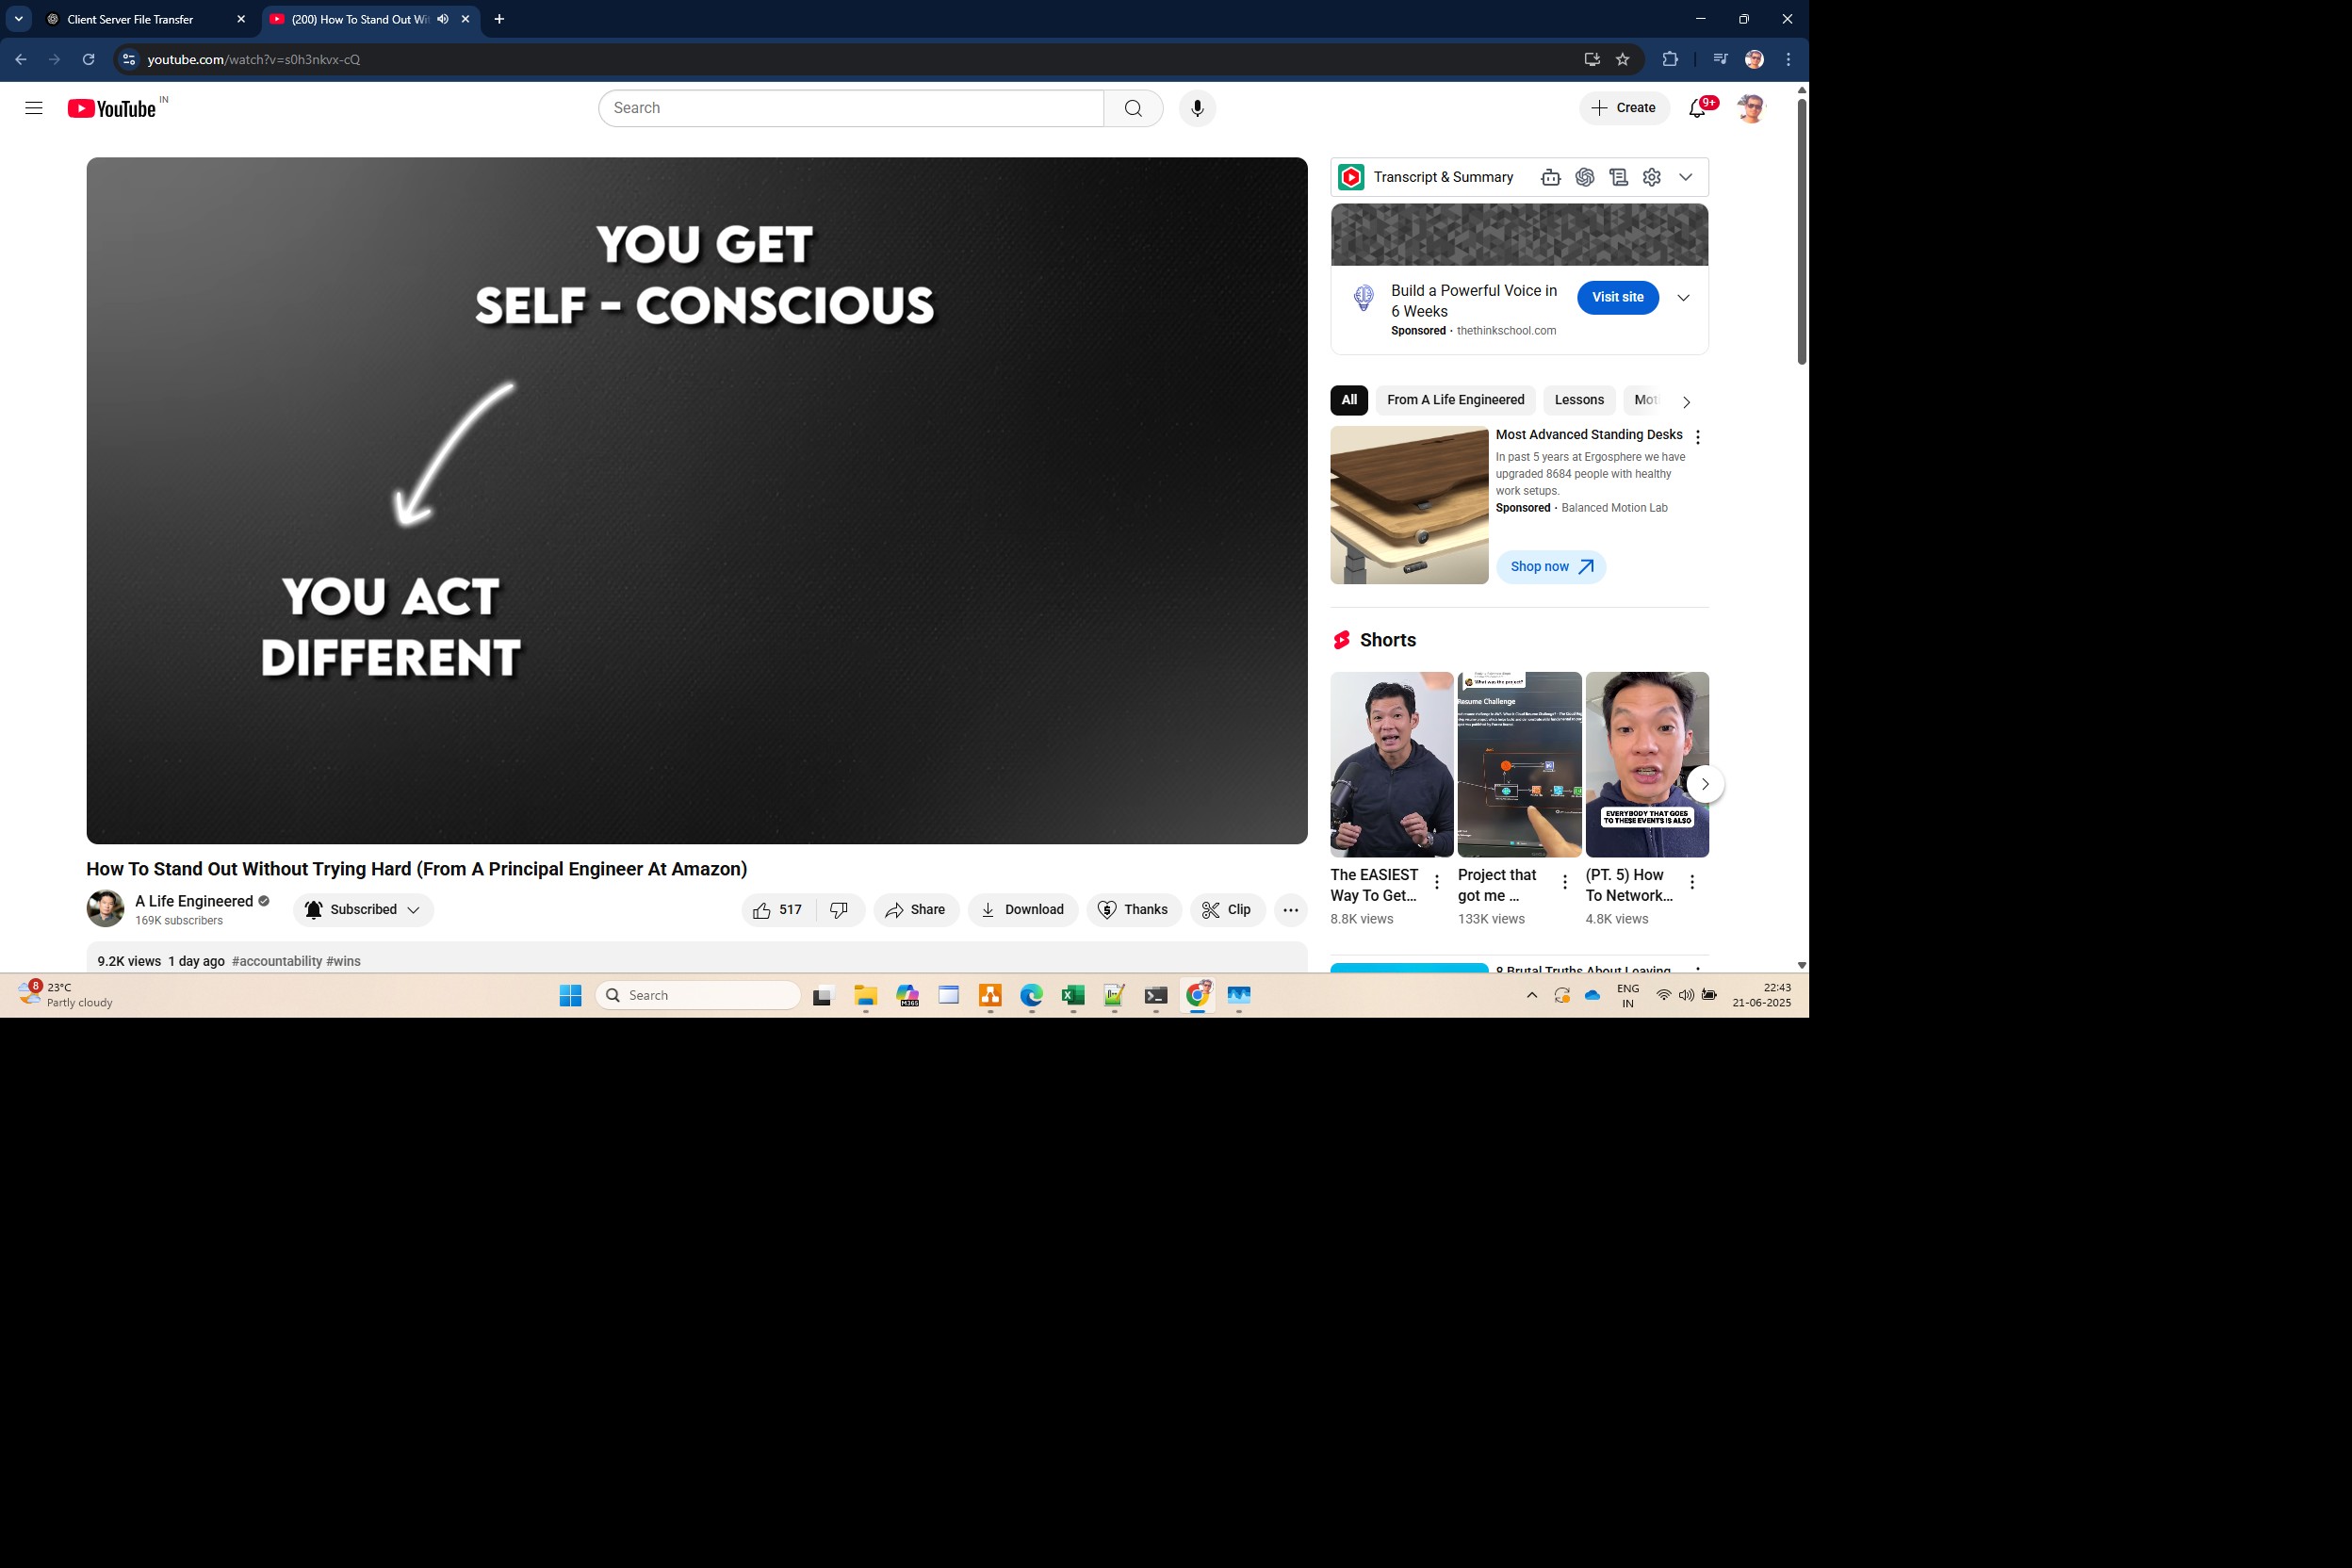 Client Server File Transfer
(200) How To Stand Out Wi
youtube.com/watch?v=s0h3nkvx-cQ
YouTube IN
Search
Create
9+
YOU GET
SELF - CONSCIOUS
YOU ACT
DIFFERENT
How To Stand Out Without Trying Hard (From A Principal Engineer At Amazon)
A Life Engineered
169K subscribers
Subscribed
517
Share
Download
Thanks
Clip
9.2K views 1 day ago #accountability #wins
Transcript & Summary
Build a Powerful Voice in
6 Weeks
Sponsored · thethinkschool.com
Visit site
All
From A Life Engineered
Lessons
Mot
Most Advanced Standing Desks
In past 5 years at Ergosphere we have
upgraded 8684 people with healthy
work setups.
Sponsored · Balanced Motion Lab
Shop now
Shorts
What was the project?
Resume Challenge
EVERYBODY THAT GOES
TO THESE EVENTS IS ALSO
The EASIEST
Way To Get...
8.8K views
Project that
got me ...
133K views
(PT. 5) How
To Network...
4.8K views
8 Brutal Truths About Leaving
8
23°C
Partly cloudy
Search
M365
ENG
IN
22:43
21-06-2025